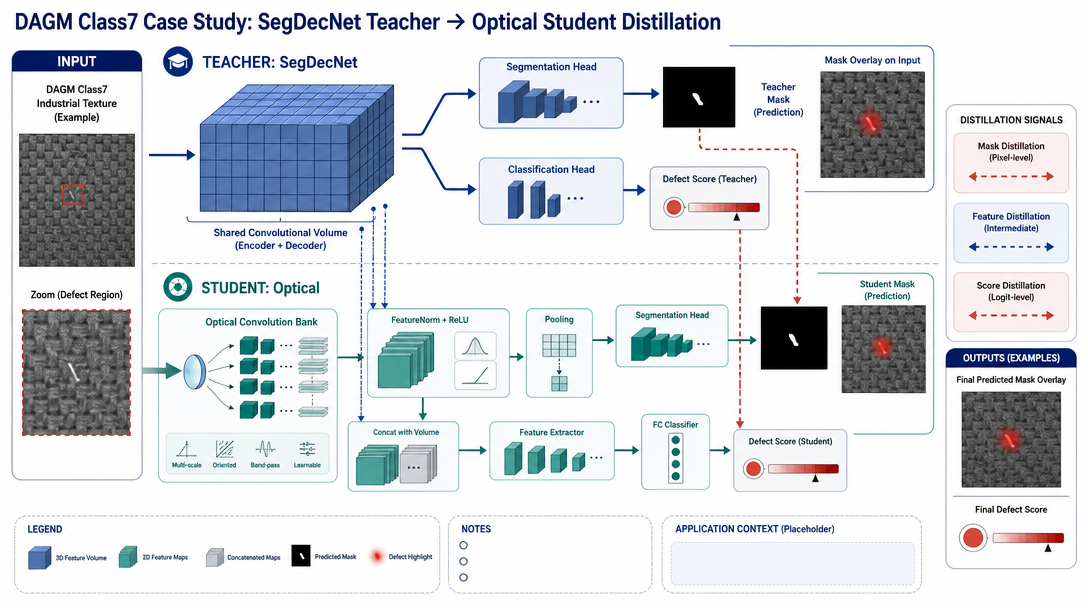 DAGM Class7 Case Study: SegDecNet Teacher → Optical Student Distillation
INPUT
DAGM Class7
Industrial Texture
(Example)
Zoom (Defect Region)
TEACHER: SegDecNet
Shared Convolutional Volume
(Encoder + Decoder)
Segmentation Head
Classification Head
Teacher
Mask
(Prediction)
Defect Score (Teacher)
Mask Overlay on Input
STUDENT: Optical
Optical Convolution Bank
Multi-scale
Oriented
Band-pass
Learnable
FeatureNorm + ReLU
Pooling
Segmentation Head
Student Mask
(Prediction)
Concat with Volume
Feature Extractor
FC Classifier
Defect Score (Student)
DISTILLATION SIGNALS
Mask Distillation
(Pixel-level)
Feature Distillation
(Intermediate)
Score Distillation
(Logit-level)
OUTPUTS (EXAMPLES)
Final Predicted Mask Overlay
Final Defect Score
LEGEND
3D Feature Volume
2D Feature Maps
Concatenated Maps
Predicted Mask
Defect Highlight
NOTES
APPLICATION CONTEXT (Placeholder)